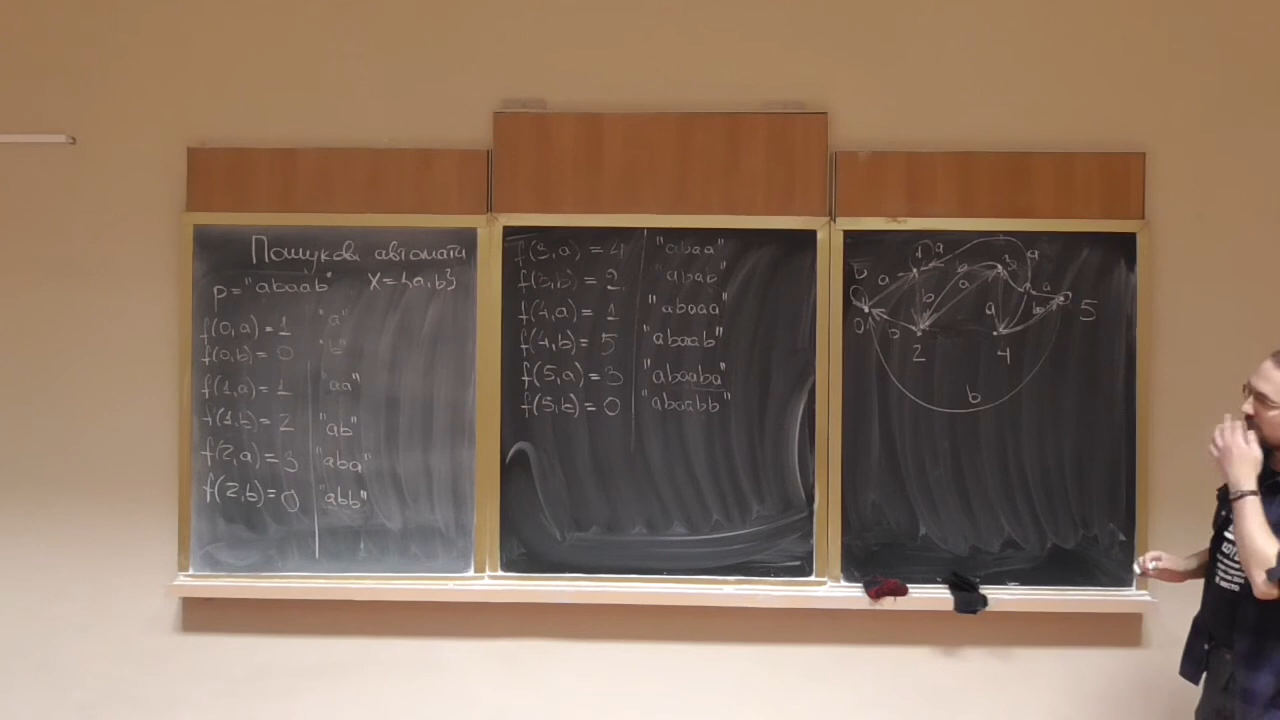 Пошукові автомати
p="abaab" X={a,b}
f(0,a)=1 "a"
f(0,b)=0 "b"
f(1,a)=1 "aa"
f(1,b)=2 "ab"
f(2,a)=3 "aba"
f(2,b)=0 "abb"
f(3,a)=4 "abaa"
f(3,b)=2 "abab"
f(4,a)=1 "abaaa"
f(4,b)=5 "abaab"
f(5,a)=3 "abaaba"
f(5,b)=0 "abaabb"
b
1 a
a
3
a
b
a
a
a
b
0
b
2
4
5
b